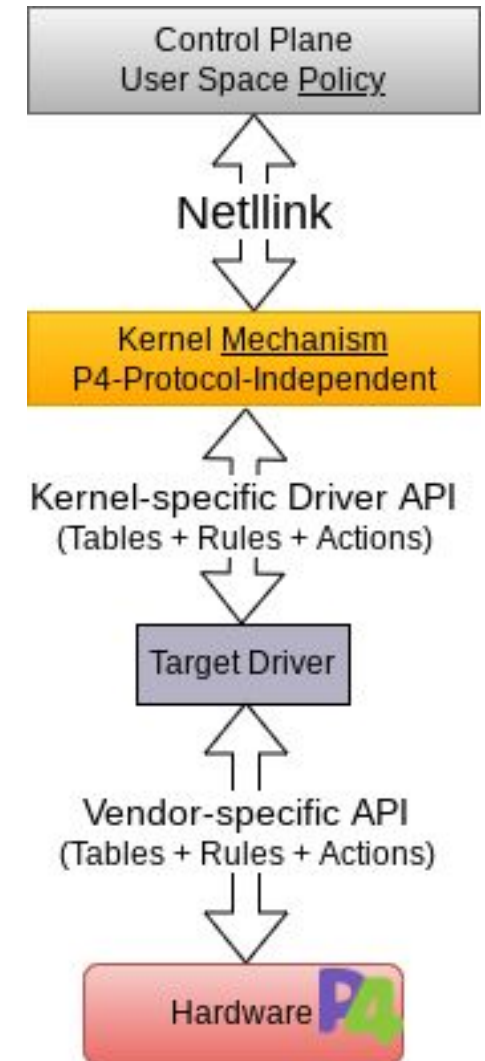 Control Plane
User Space Policy
Netllink
Kernel Mechanism
P4-Protocol-Independent
Kernel-specific Driver API
(Tables + Rules + Actions)
Target Driver
Vendor-specific API
(Tables + Rules + Actions)
Hardware P4